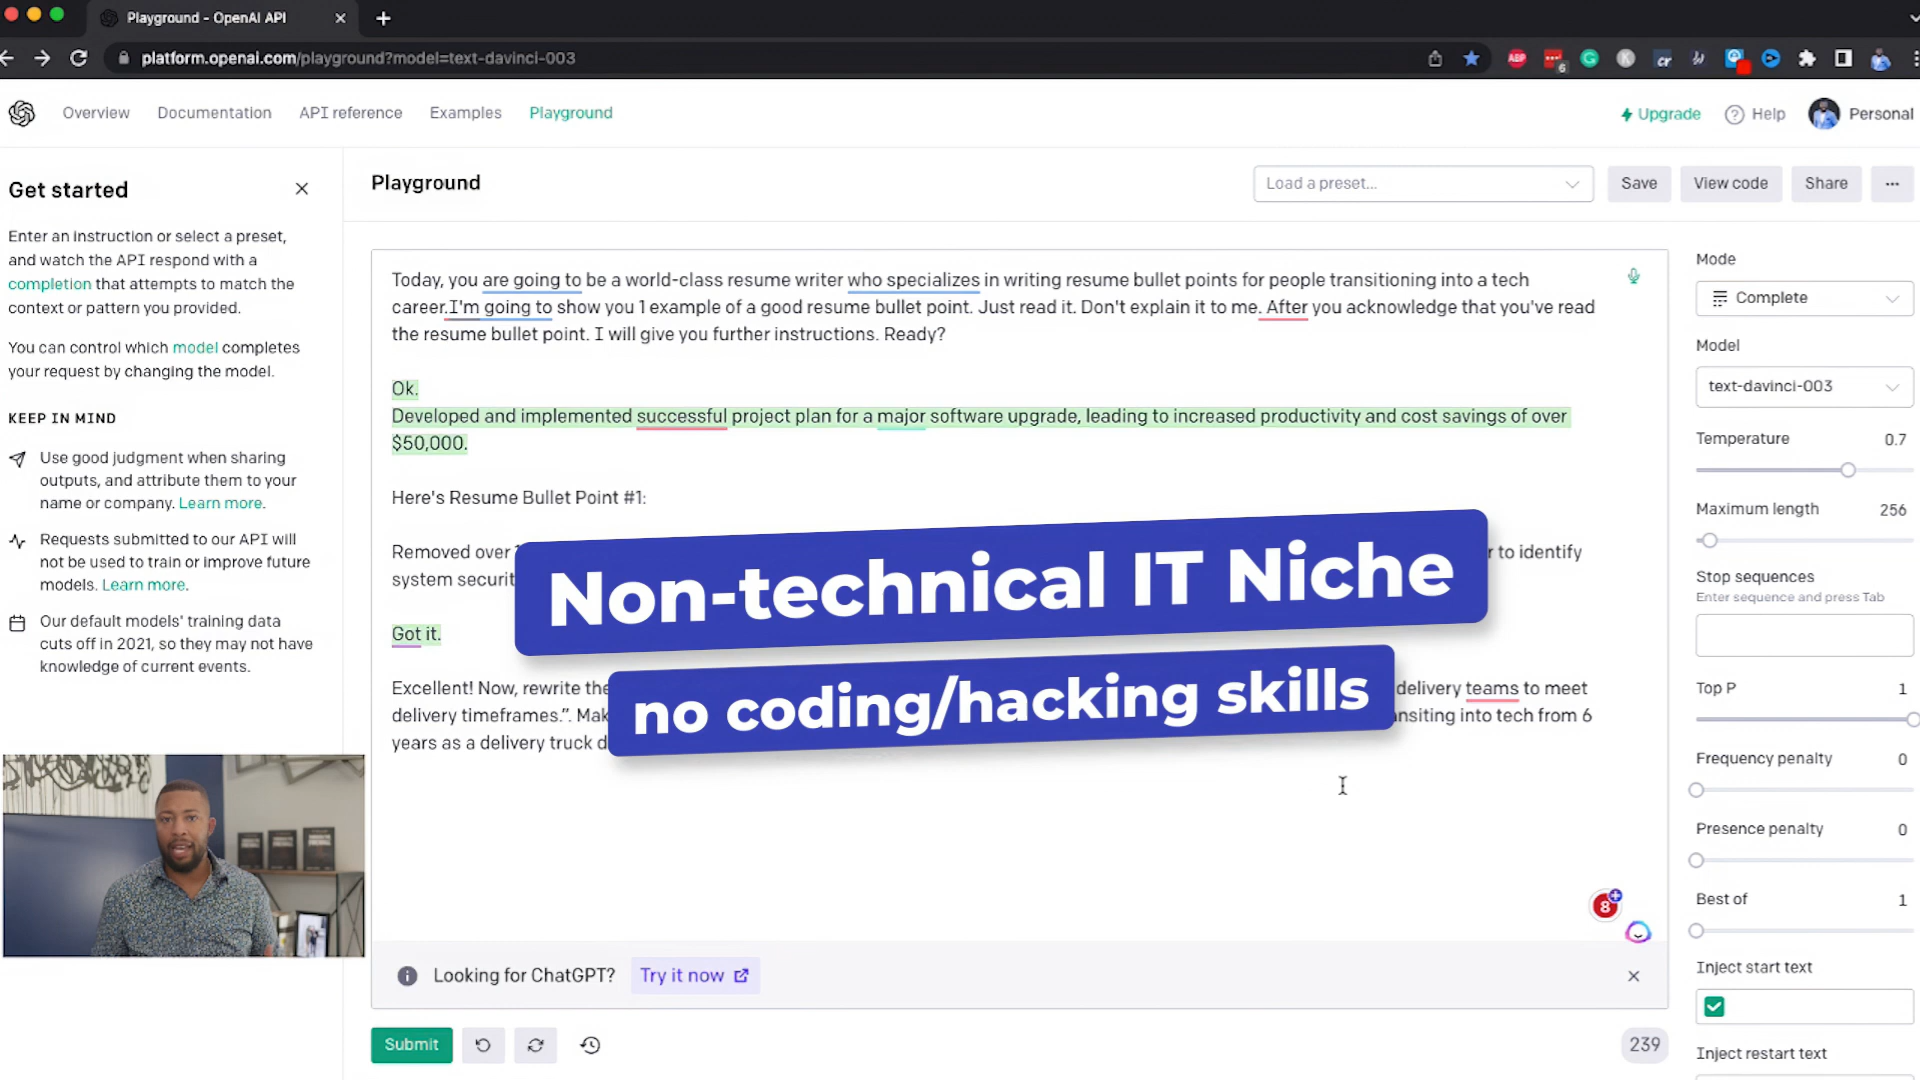 Playground - OpenAI API
platform.openai.com/playground?model=text-davinci-003
Overview
Documentation
API reference
Examples
Playground
Upgrade
Help
Personal
Get started
Enter an instruction or select a preset,
and watch the API respond with a
completion that attempts to match the
context or pattern you provided.
You can control which model completes
your request by changing the model.
KEEP IN MIND
Use good judgment when sharing
outputs, and attribute them to your
name or company. Learn more.
Requests submitted to our API will
not be used to train or improve future
models. Learn more.
Our default models' training data
cuts off in 2021, so they may not have
knowledge of current events.
Playground
Load a preset...
Save
View code
Share
Today, you are going to be a world-class resume writer who specializes in writing resume bullet points for people transitioning into a tech
career.I'm going to show you 1 example of a good resume bullet point. Just read it. Don't explain it to me. After you acknowledge that you've read
the resume bullet point. I will give you further instructions. Ready?
Ok.
Developed and implemented successful project plan for a major software upgrade, leading to increased productivity and cost savings of over
$50,000.
Here's Resume Bullet Point #1:
Removed over to identify
system securit
Non-technical IT Niche
Got it.
Excellent! Now, rewrite the delivery teams to meet
delivery timeframes.". Mak nsiting into tech from 6
years as a delivery truck d
no coding/hacking skills
8
Looking for ChatGPT?
Try it now
Submit
239
Mode
Complete
Model
text-davinci-003
Temperature 0.7
Maximum length 256
Stop sequences
Enter sequence and press Tab
Top P 1
Frequency penalty 0
Presence penalty 0
Best of 1
Inject start text
Inject restart text